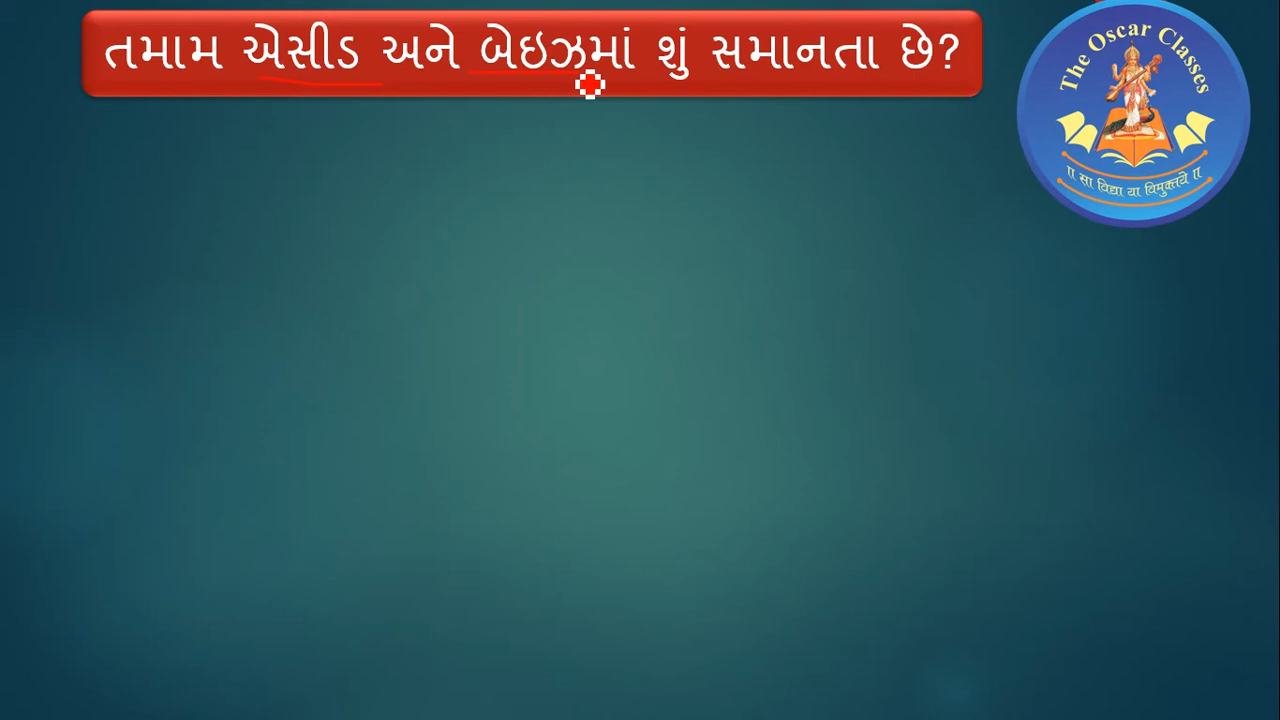 તમામ એસીડ અને બેઇઝમાં શું સમાનતા છે?
The Oscar Classes
॥ सा विद्या या विमुक्तये ॥